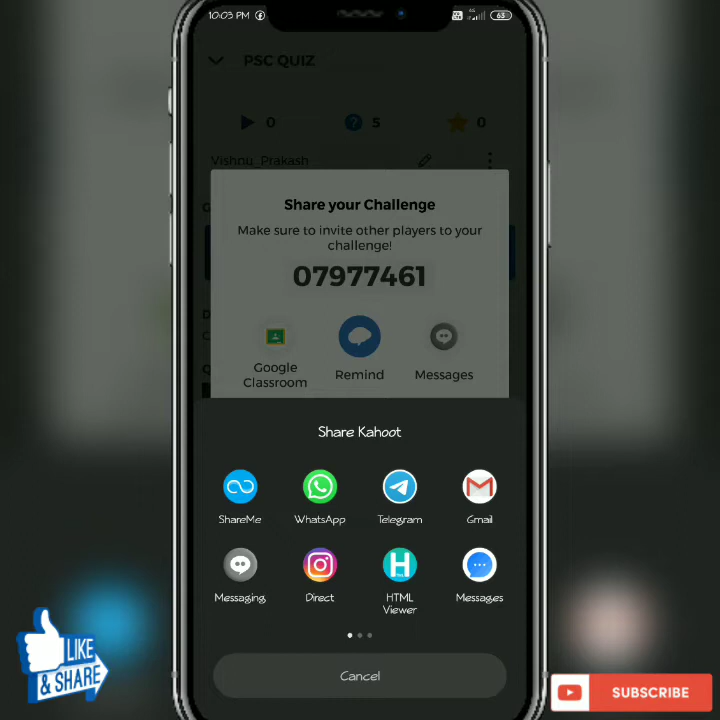 10:03 PM
4G
63
PSC QUIZ
0
5
0
Vishnu_Prakash
Share your Challenge
Make sure to invite other players to your
challenge!
07977461
Google
Classroom
Remind
Messages
Share Kahoot
ShareMe
WhatsApp
Telegram
Gmail
Messaging
Direct
HTML
Viewer
Messages
Cancel
LIKE
& SHARE
SUBSCRIBE